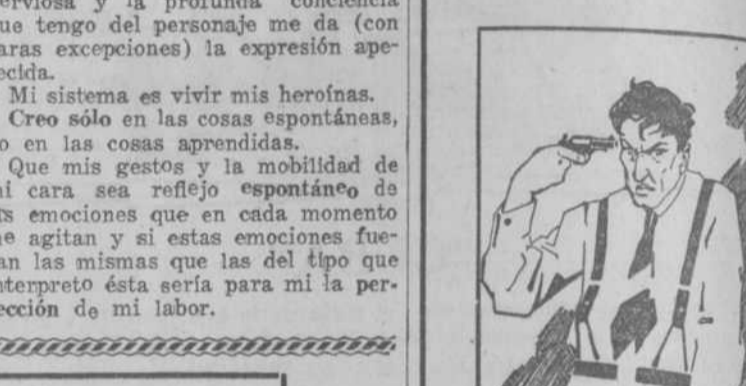 nerviosa y la profunda conciencia
que tengo del personaje me da (con
raras excepciones) la expresión ape-
ecida.
Mi sistema es vivir mis heroínas.
Creo sólo en las cosas espontáneas,
no en las cosas aprendidas.
Que mis gestos y la mobilidad de
mi cara sea reflejo espontáneo de
las emociones que en cada momento
me agitan y si estas emociones fue-
ran las mismas que las del tipo que
interpreto ésta sería para mi la per-
fección de mi labor.